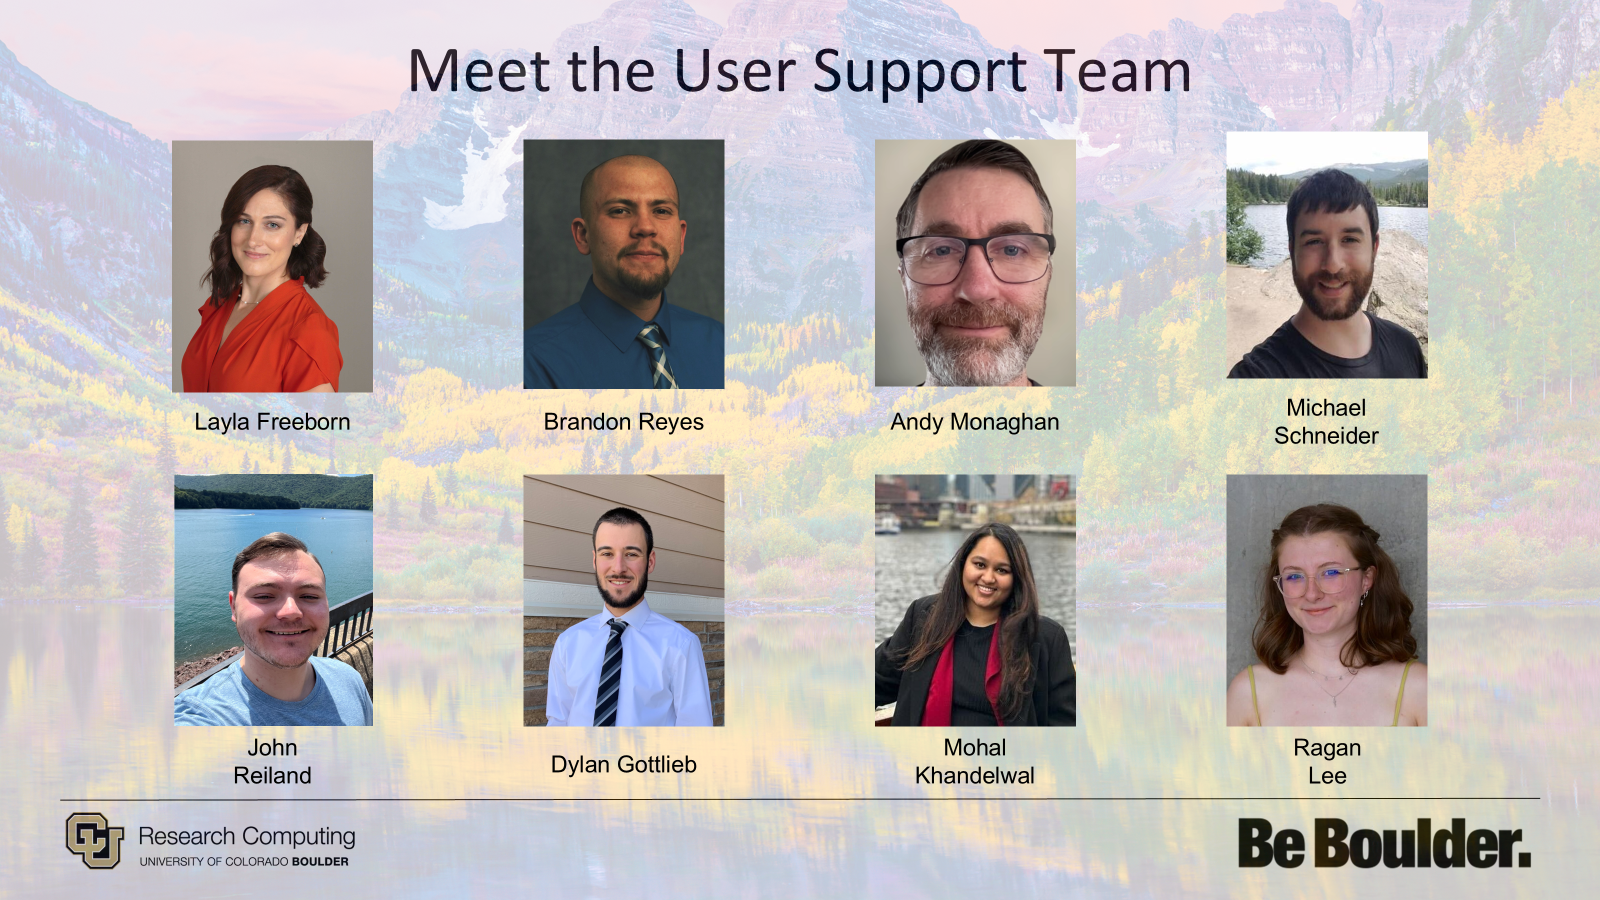 Meet the User Support Team
Layla Freeborn
Brandon Reyes
Andy Monaghan
Michael
Schneider
John
Reiland
Dylan Gottlieb
Mohal
Khandelwal
Ragan
Lee
CU
Research Computing
UNIVERSITY OF COLORADO BOULDER
Be Boulder.